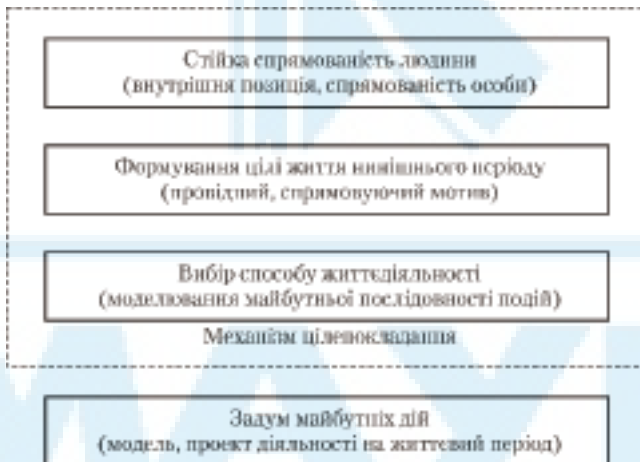 Стійка спрямованість людини
(внутрішня позиція, спрямованість особи)
Формування цілі життя нинішнього періоду
(провідний, спрямовуючий мотив)
Вибір способу життєдіяльності
(моделювання майбутньої послідовності подій)
Механізм цілепокладання
Задум майбутніх дій
(модель, проект діяльності на життєвий період)